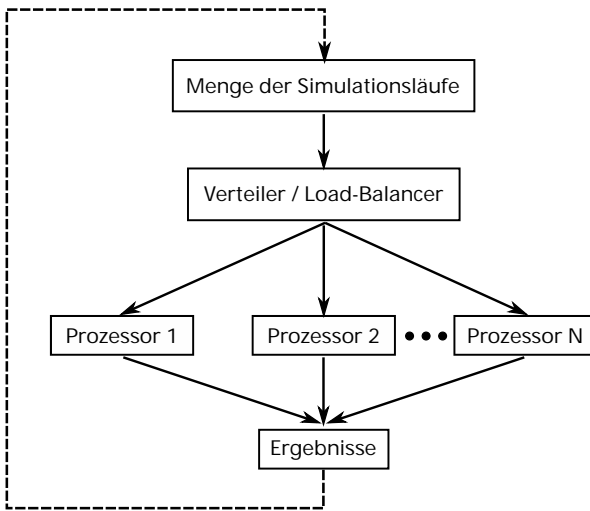 Menge der Simulationsläufe
Verteiler / Load-Balancer
Prozessor 1
Prozessor 2
Prozessor N
Ergebnisse